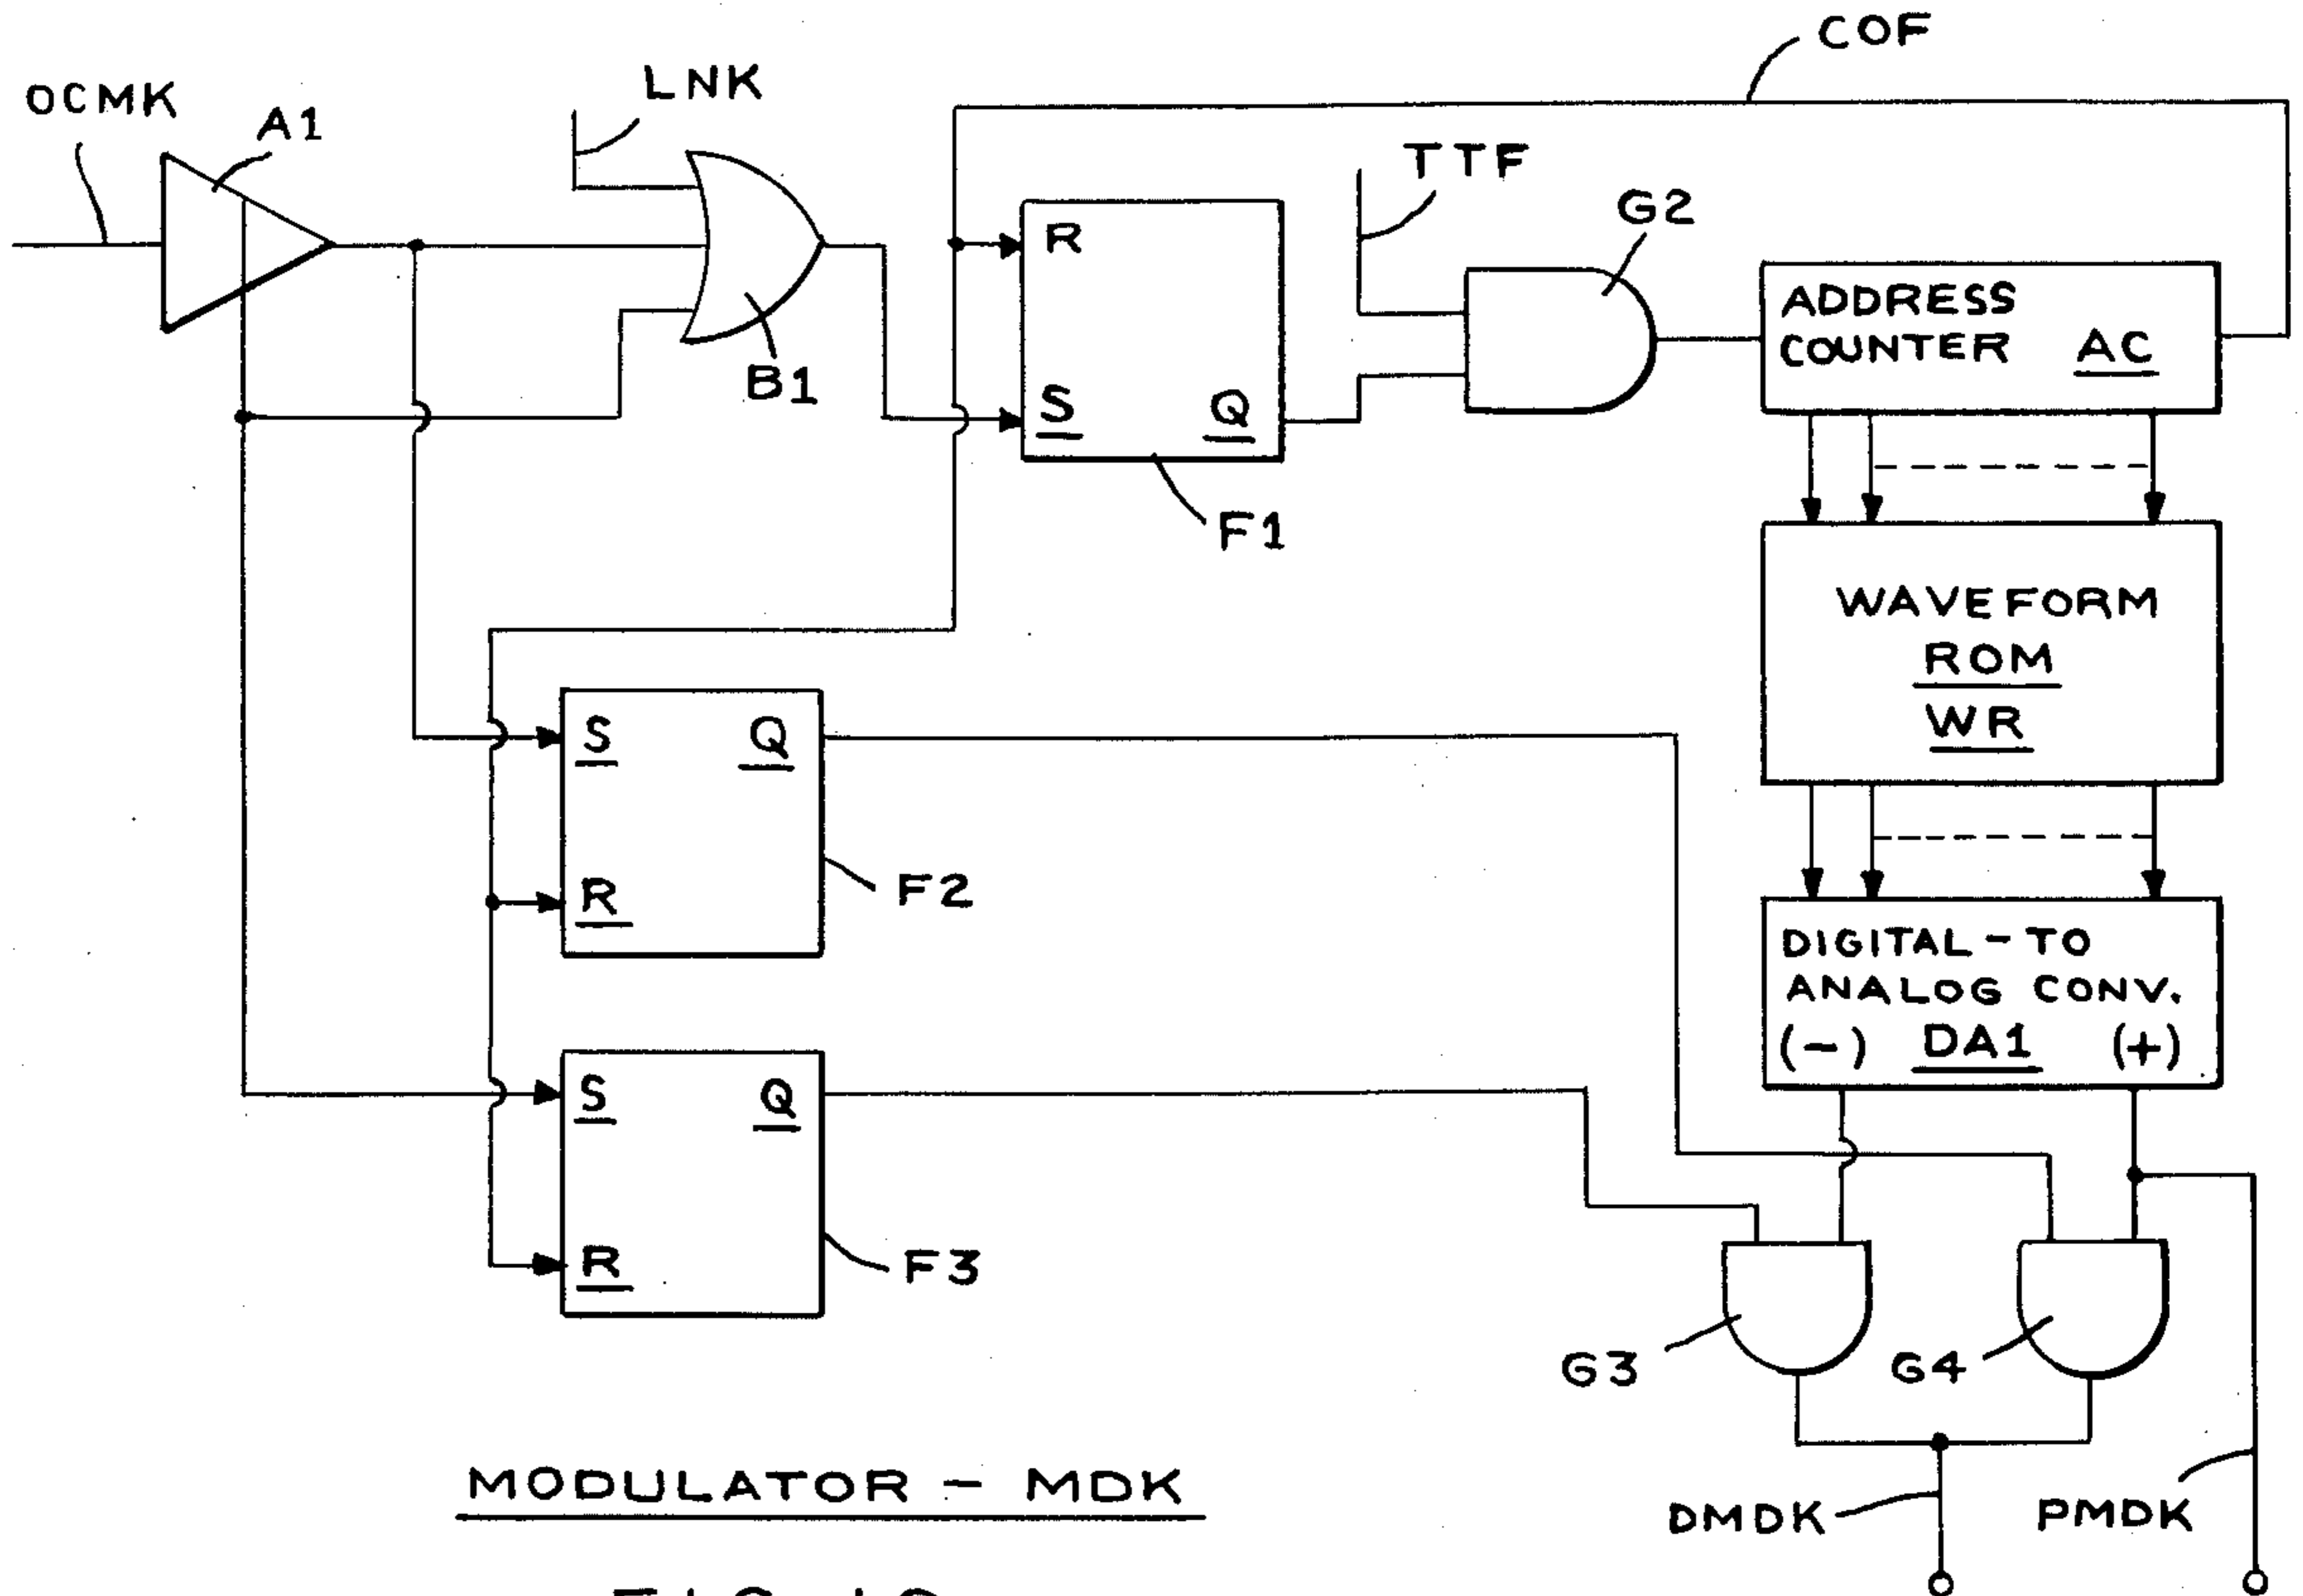 COF
LNK
OCMK
A1
TTF
G2
R
ADDRESS
COUNTER AC
B1
S Q
F1
WAVEFORM
ROM
WR
S Q
R
F2
DIGITAL - TO
ANALOG CONV.
(-) DA1 (+)
S Q
R
F3
G3
G4
MODULATOR - MDK
DMDK
PMDK